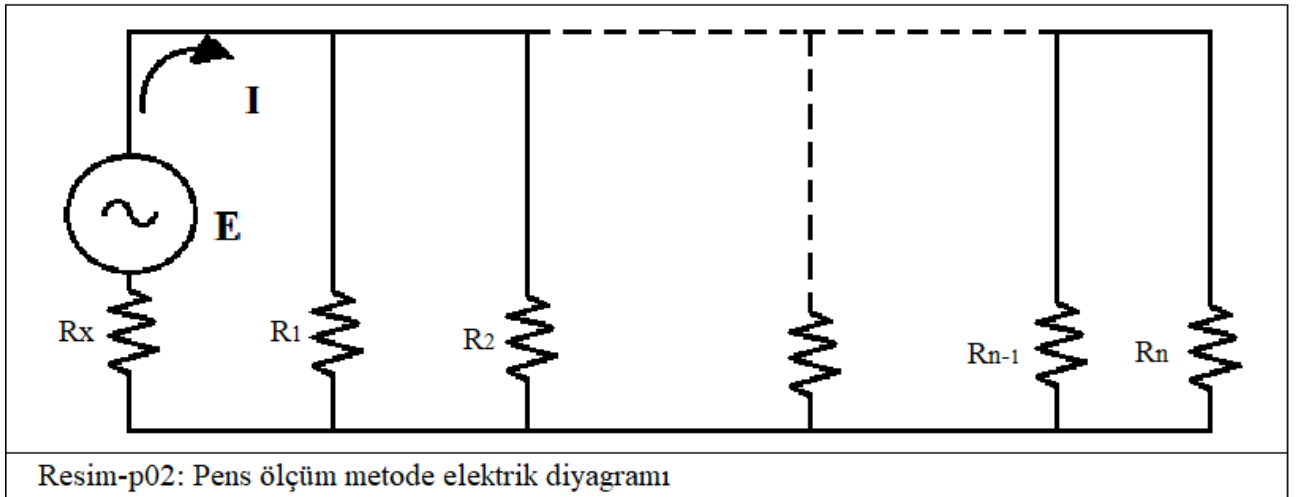 I
E
Rx
R1
R2
Rn-1
Rn
Resim-p02: Pens ölçüm metode elektrik diyagramı